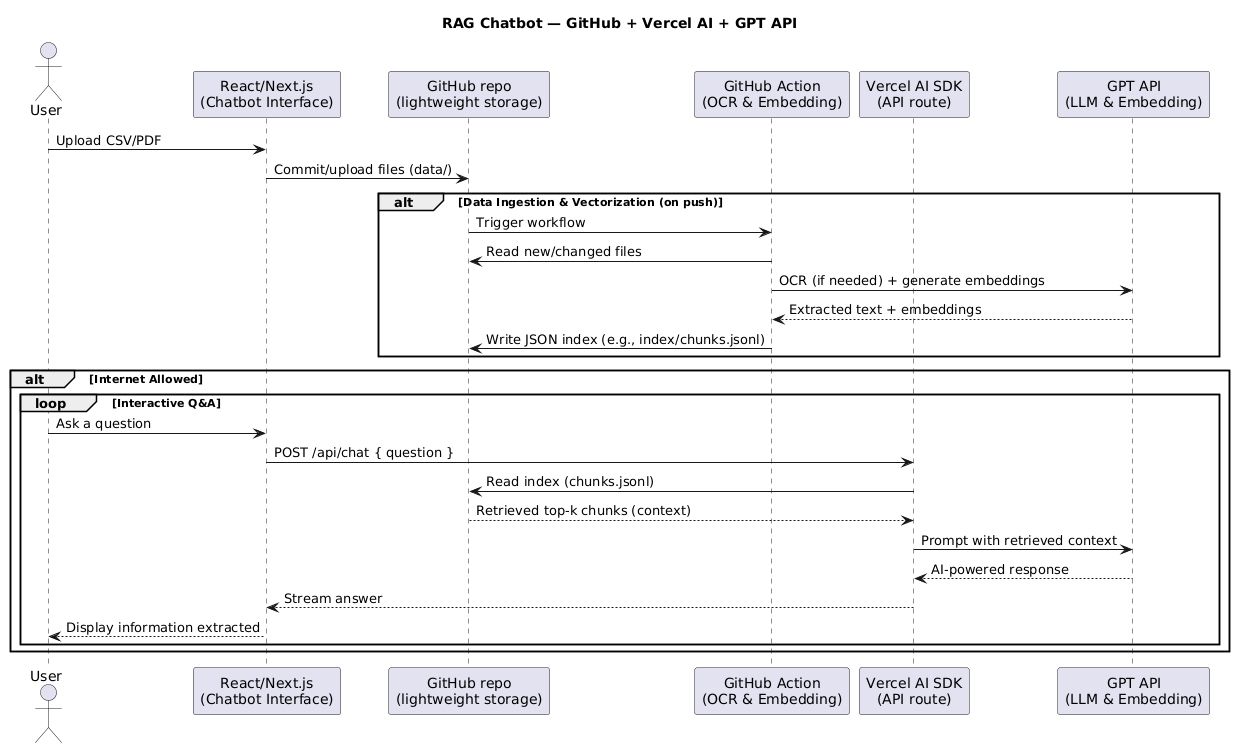 RAG Chatbot — GitHub + Vercel AI + GPT API
User
React/Next.js
(Chatbot Interface)
GitHub repo
(lightweight storage)
GitHub Action
(OCR & Embedding)
Vercel AI SDK
(API route)
GPT API
(LLM & Embedding)
Upload CSV/PDF
Commit/upload files (data/)
alt
[Data Ingestion & Vectorization (on push)]
Trigger workflow
Read new/changed files
OCR (if needed) + generate embeddings
Extracted text + embeddings
Write JSON index (e.g., index/chunks.jsonl)
alt
[Internet Allowed]
loop
[Interactive Q&A]
Ask a question
POST /api/chat { question }
Read index (chunks.jsonl)
Retrieved top-k chunks (context)
Prompt with retrieved context
AI-powered response
Stream answer
Display information extracted
User
React/Next.js
(Chatbot Interface)
GitHub repo
(lightweight storage)
GitHub Action
(OCR & Embedding)
Vercel AI SDK
(API route)
GPT API
(LLM & Embedding)